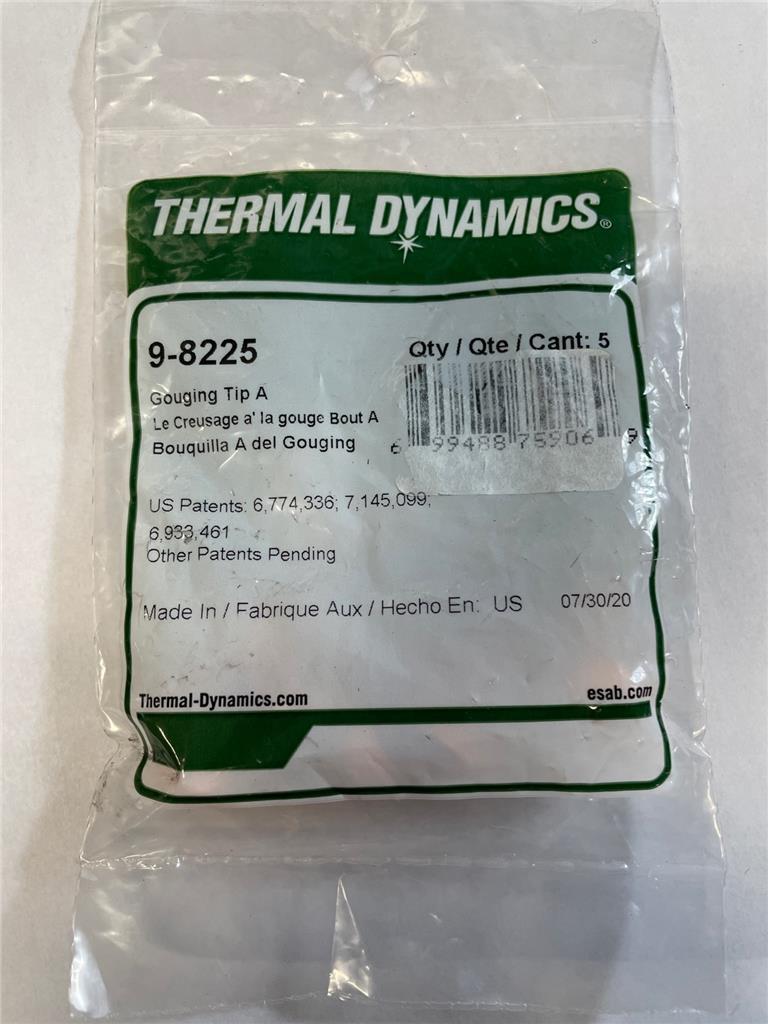 THERMAL DYNAMICS®
9-8225
Qty / Qte / Cant: 5
Gouging Tip A
Le Creusage a' la gouge Bout A
Bouquilla A del Gouging
6 99488 75906 9
US Patents: 6,774,336; 7,145,099;
6,933,461
Other Patents Pending
Made In / Fabrique Aux / Hecho En: US 07/30/20
Thermal-Dynamics.com
esab.com